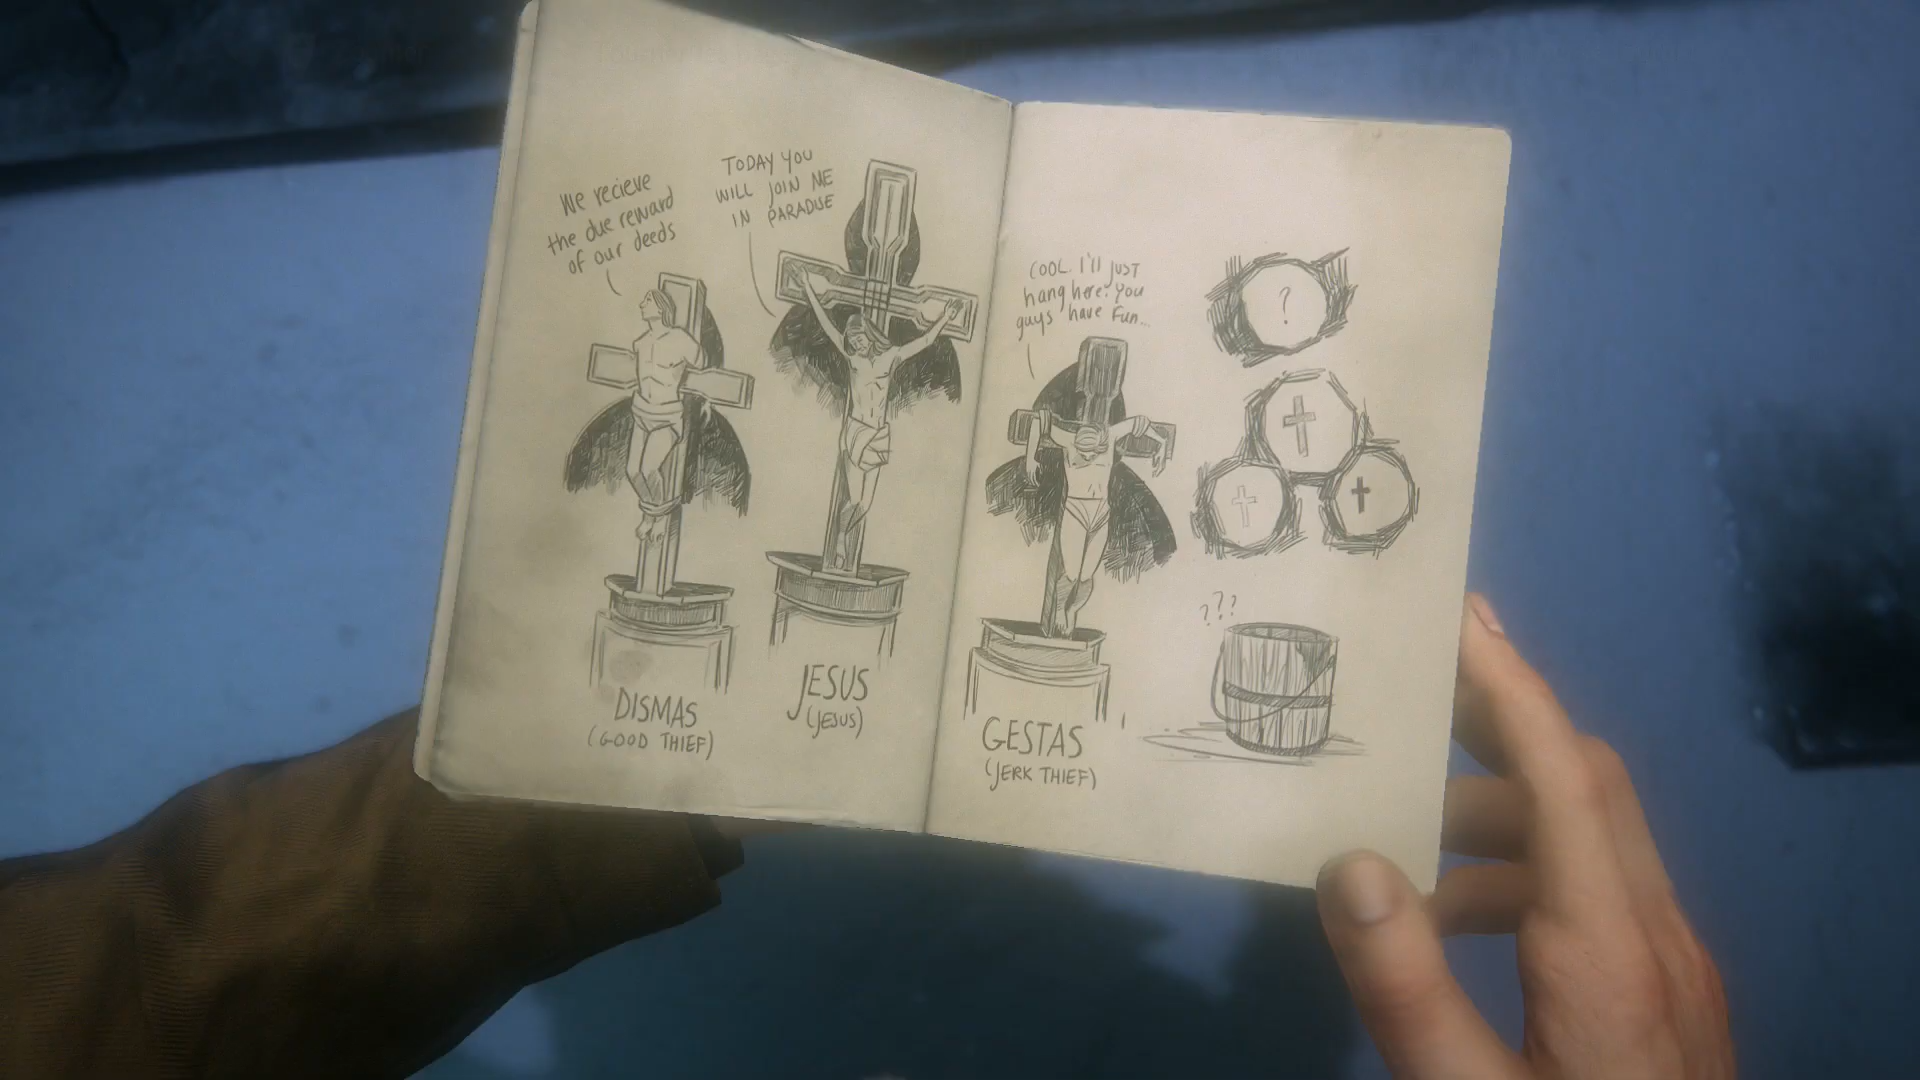 We recieve
the due reward
of our deeds
TODAY YOU
WILL JOIN ME
IN PARADISE
DISMAS
(GOOD THIEF)
JESUS
(JESUS)
COOL. I'll JUST
hang here. You
guys have fun...
GESTAS
(JERK THIEF)
?
???